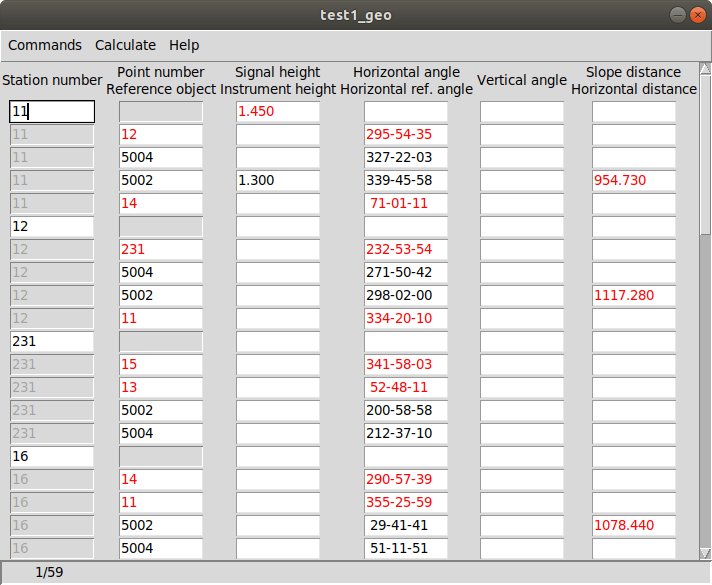 test1_geo
Commands Calculate Help
Station number Point number Reference object Signal height Instrument height Horizontal angle Horizontal ref. angle Vertical angle Slope distance Horizontal distance
11 1.450
11 12 295-54-35
11 5004 327-22-03
11 5002 1.300 339-45-58 954.730
11 14 71-01-11
12
12 231 232-53-54
12 5004 271-50-42
12 5002 298-02-00 1117.280
12 11 334-20-10
231
231 15 341-58-03
231 13 52-48-11
231 5002 200-58-58
231 5004 212-37-10
16
16 14 290-57-39
16 11 355-25-59
16 5002 29-41-41 1078.440
16 5004 51-11-51
1/59